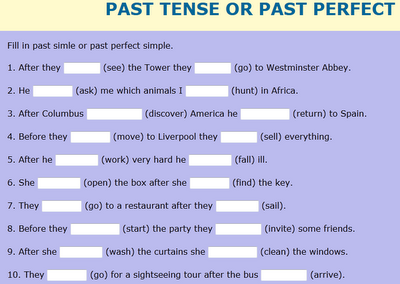 PAST TENSE OR PAST PERFECT
Fill in past simle or past perfect simple.
1. After they (see) the Tower they (go) to Westminster Abbey.
2. He (ask) me which animals I (hunt) in Africa.
3. After Columbus (discover) America he (return) to Spain.
4. Before they (move) to Liverpool they (sell) everything.
5. After he (work) very hard he (fall) ill.
6. She (open) the box after she (find) the key.
7. They (go) to a restaurant after they (sail).
8. Before they (start) the party they (invite) some friends.
9. After she (wash) the curtains she (clean) the windows.
10. They (go) for a sightseeing tour after the bus (arrive).